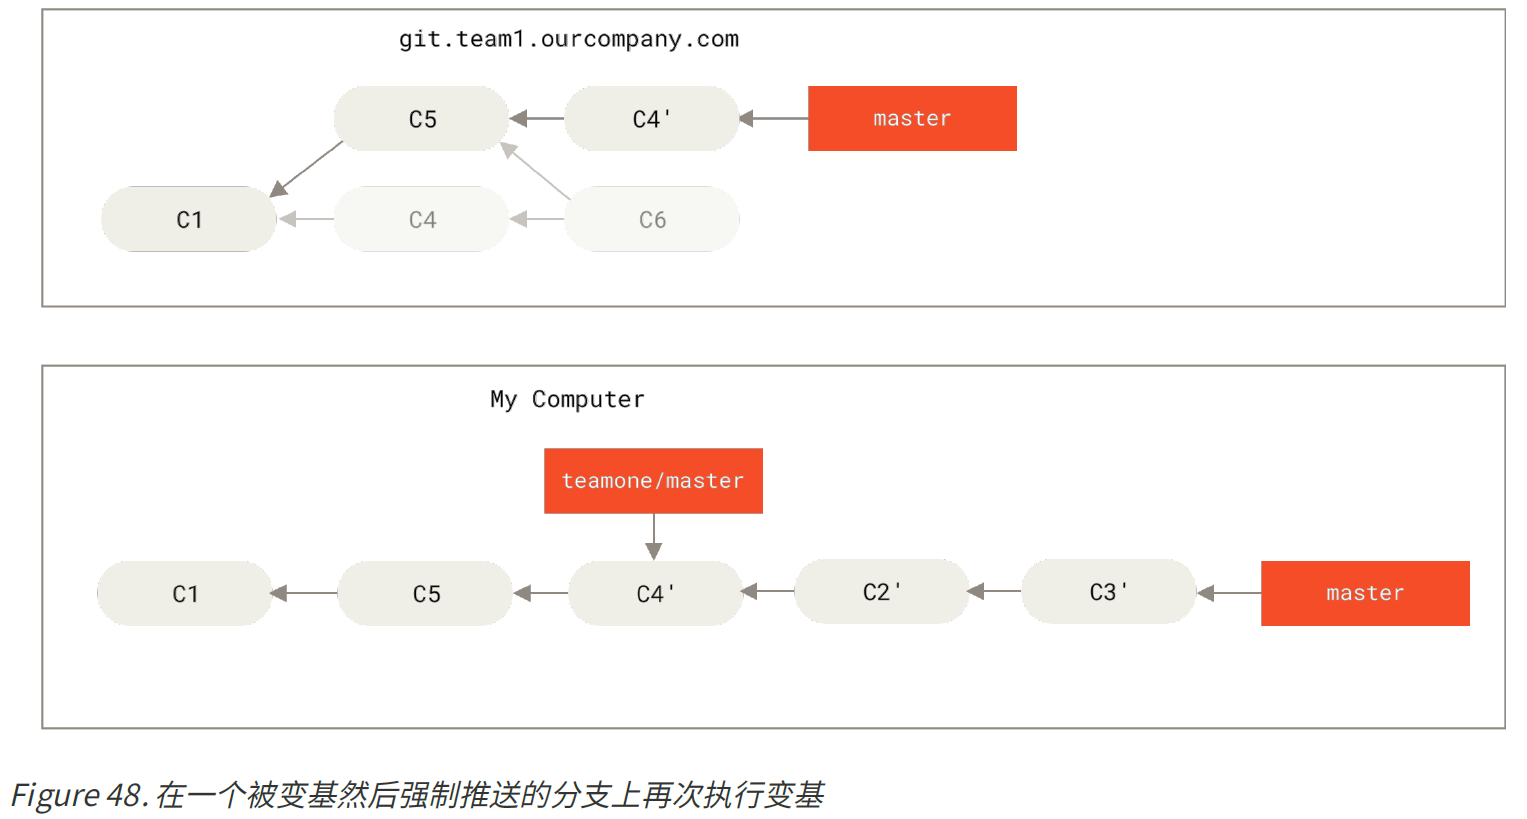 git.team1.ourcompany.com
C5 C4' master
C1 C4 C6
My Computer
teamone/master
C1 C5 C4' C2' C3' master
Figure 48. 在一个被变基然后强制推送的分支上再次执行变基